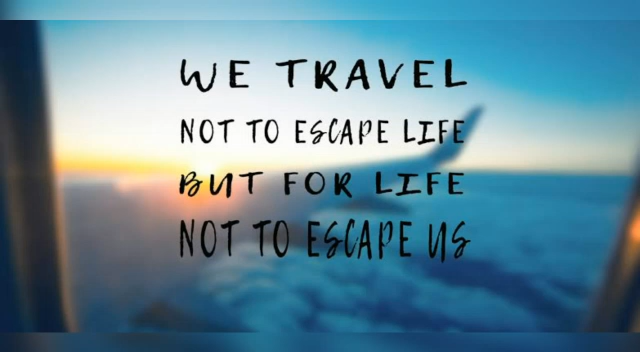 WE TRAVEL
NOT TO ESCAPE LIFE
BUT FOR LIFE
NOT TO ESCAPE US